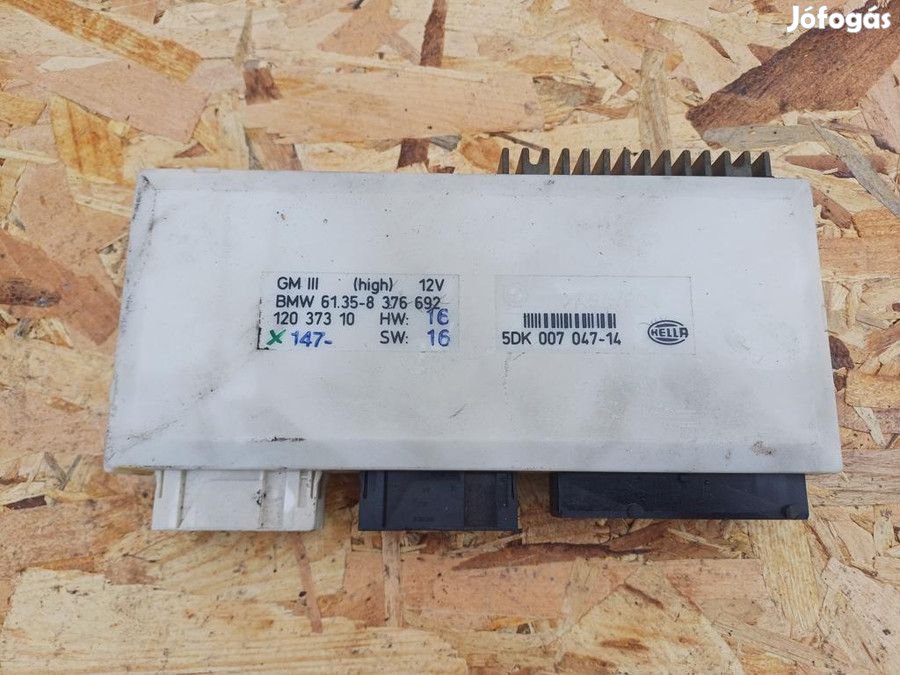 Jófogás
GM III (high) 12V
BMW 61.35-8 376 692
120 373 10 HW: 16
X 147- SW: 16
5DK 007 047-14
HELLA